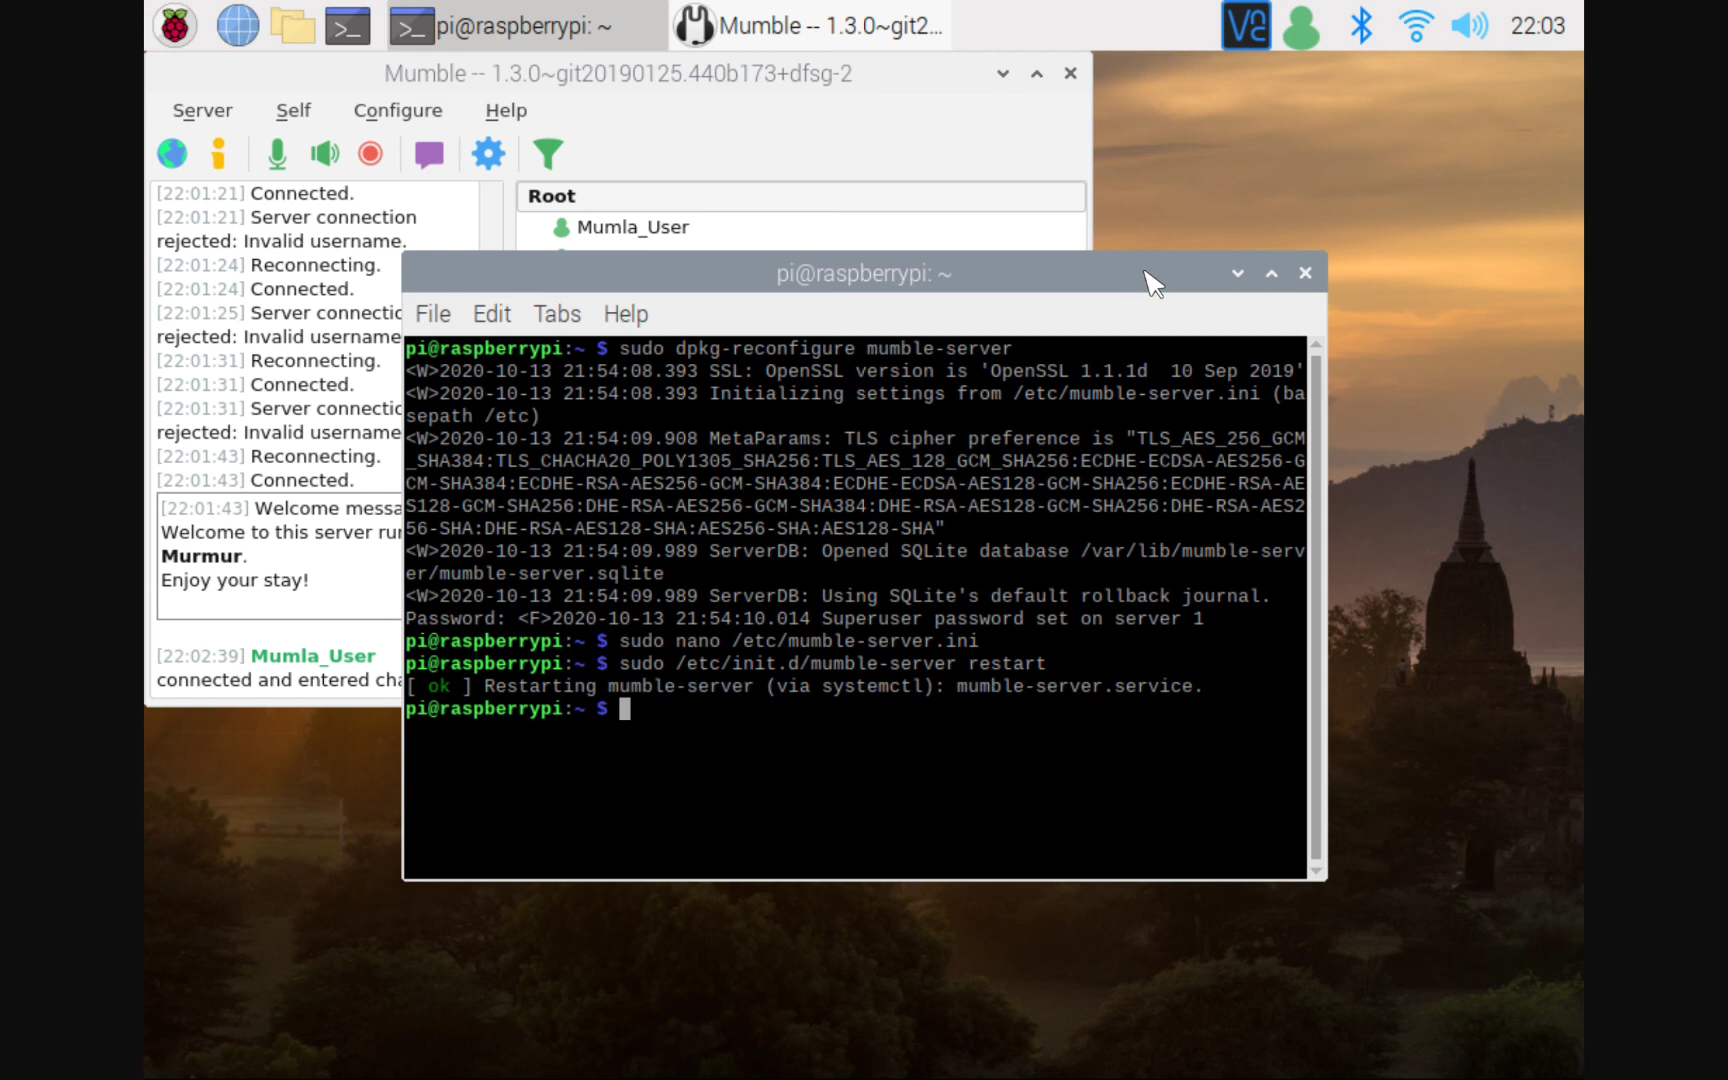 pi@raspberrypi: ~
Mumble -- 1.3.0~git2...
22:03
Mumble -- 1.3.0~git20190125.440b173+dfsg-2
Server Self Configure Help
[22:01:21] Connected.
[22:01:21] Server connection
rejected: Invalid username.
[22:01:24] Reconnecting.
[22:01:24] Connected.
[22:01:25] Server connectio
rejected: Invalid username
[22:01:31] Reconnecting.
[22:01:31] Connected.
[22:01:31] Server connectio
rejected: Invalid username
[22:01:43] Reconnecting.
[22:01:43] Connected.
[22:01:43] Welcome messa
Welcome to this server rur
Murmur.
Enjoy your stay!
[22:02:39] Mumla_User
connected and entered cha
Root
Mumla_User
pi@raspberrypi: ~
File Edit Tabs Help
pi@raspberrypi:~ $ sudo dpkg-reconfigure mumble-server
<W>2020-10-13 21:54:08.393 SSL: OpenSSL version is 'OpenSSL 1.1.1d  10 Sep 2019'
<W>2020-10-13 21:54:08.393 Initializing settings from /etc/mumble-server.ini (ba
sepath /etc)
<W>2020-10-13 21:54:09.908 MetaParams: TLS cipher preference is "TLS_AES_256_GCM
_SHA384:TLS_CHACHA20_POLY1305_SHA256:TLS_AES_128_GCM_SHA256:ECDHE-ECDSA-AES256-G
CM-SHA384:ECDHE-RSA-AES256-GCM-SHA384:ECDHE-ECDSA-AES128-GCM-SHA256:ECDHE-RSA-AE
S128-GCM-SHA256:DHE-RSA-AES256-GCM-SHA384:DHE-RSA-AES128-GCM-SHA256:DHE-RSA-AES2
56-SHA:DHE-RSA-AES128-SHA:AES256-SHA:AES128-SHA"
<W>2020-10-13 21:54:09.989 ServerDB: Opened SQLite database /var/lib/mumble-serv
er/mumble-server.sqlite
<W>2020-10-13 21:54:09.989 ServerDB: Using SQLite's default rollback journal.
Password: <F>2020-10-13 21:54:10.014 Superuser password set on server 1
pi@raspberrypi:~ $ sudo nano /etc/mumble-server.ini
pi@raspberrypi:~ $ sudo /etc/init.d/mumble-server restart
[ ok ] Restarting mumble-server (via systemctl): mumble-server.service.
pi@raspberrypi:~ $